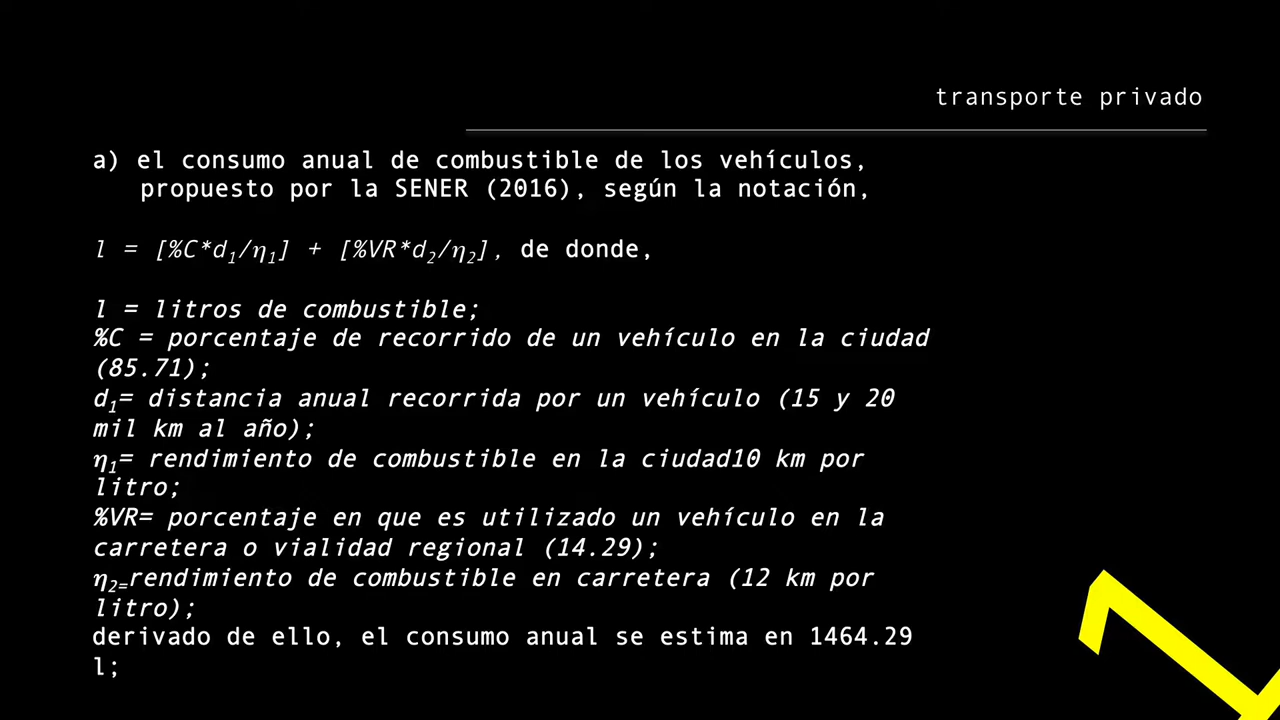 transporte privado
a) el consumo anual de combustible de los vehículos,
propuesto por la SENER (2016), según la notación,
l = [%C*d₁/η₁] + [%VR*d₂/η₂], de donde,
l = litros de combustible;
%C = porcentaje de recorrido de un vehículo en la ciudad
(85.71);
d₁= distancia anual recorrida por un vehículo (15 y 20
mil km al año);
η₁= rendimiento de combustible en la ciudad10 km por
litro;
%VR= porcentaje en que es utilizado un vehículo en la
carretera o vialidad regional (14.29);
η₂₌rendimiento de combustible en carretera (12 km por
litro);
derivado de ello, el consumo anual se estima en 1464.29
l;